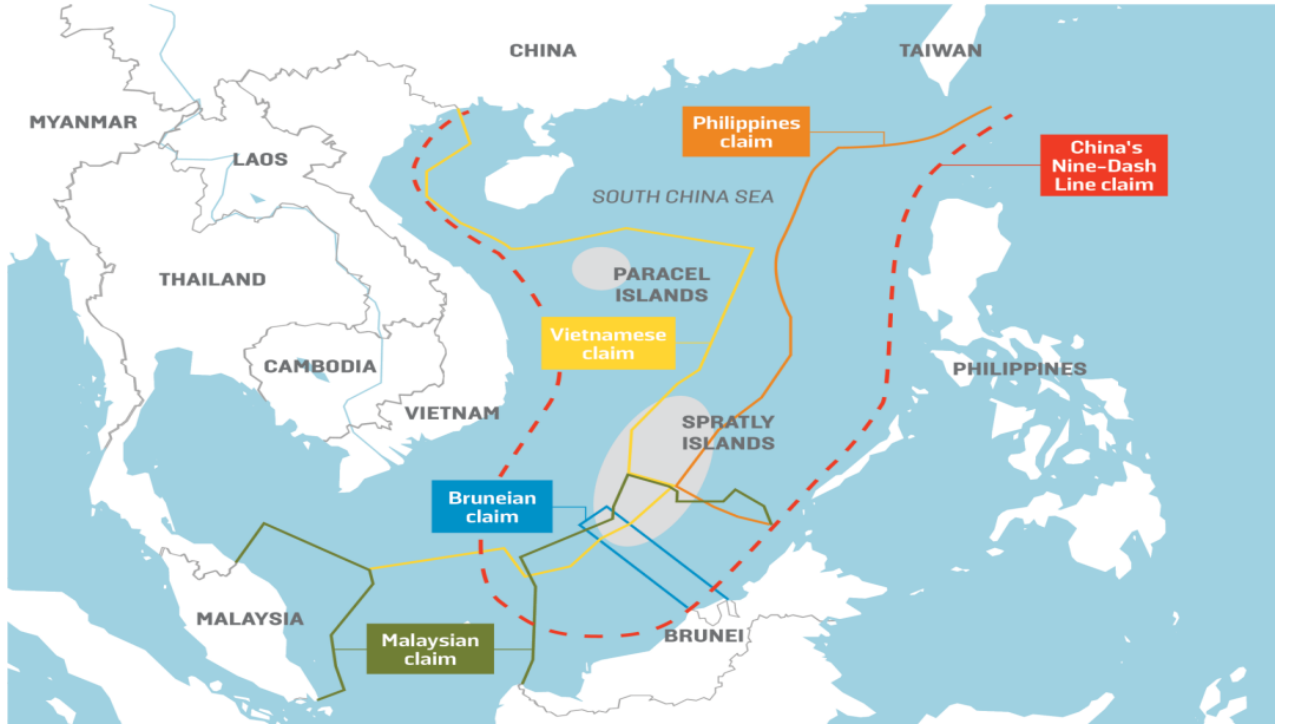 CHINA
TAIWAN
MYANMAR
Philippines
claim
LAOS
China's
Nine-Dash
Line claim
SOUTH CHINA SEA
THAILAND
PARACEL
ISLANDS
Vietnamese
claim
CAMBODIA
PHILIPPINES
VIETNAM
SPRATLY
ISLANDS
Bruneian
claim
MALAYSIA
Malaysian
claim
BRUNEI